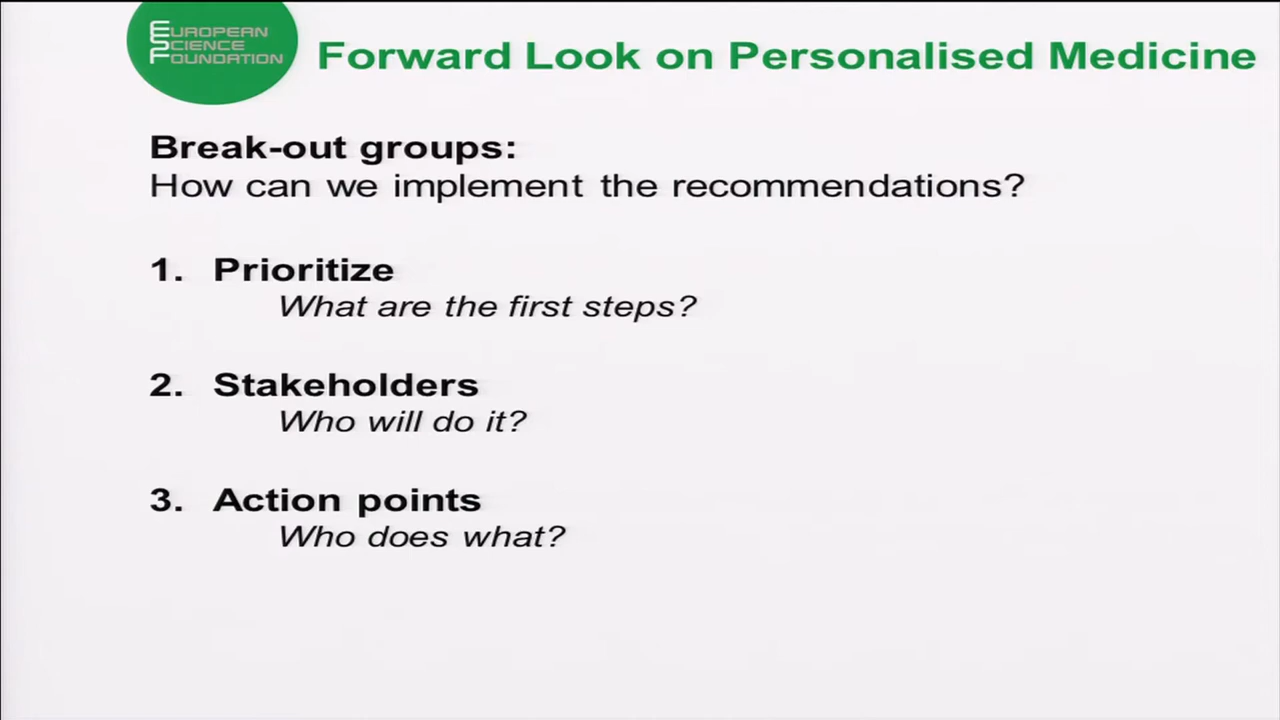 EUROPEAN
SCIENCE
FOUNDATION
Forward Look on Personalised Medicine
Break-out groups:
How can we implement the recommendations?
1. Prioritize
What are the first steps?
2. Stakeholders
Who will do it?
3. Action points
Who does what?